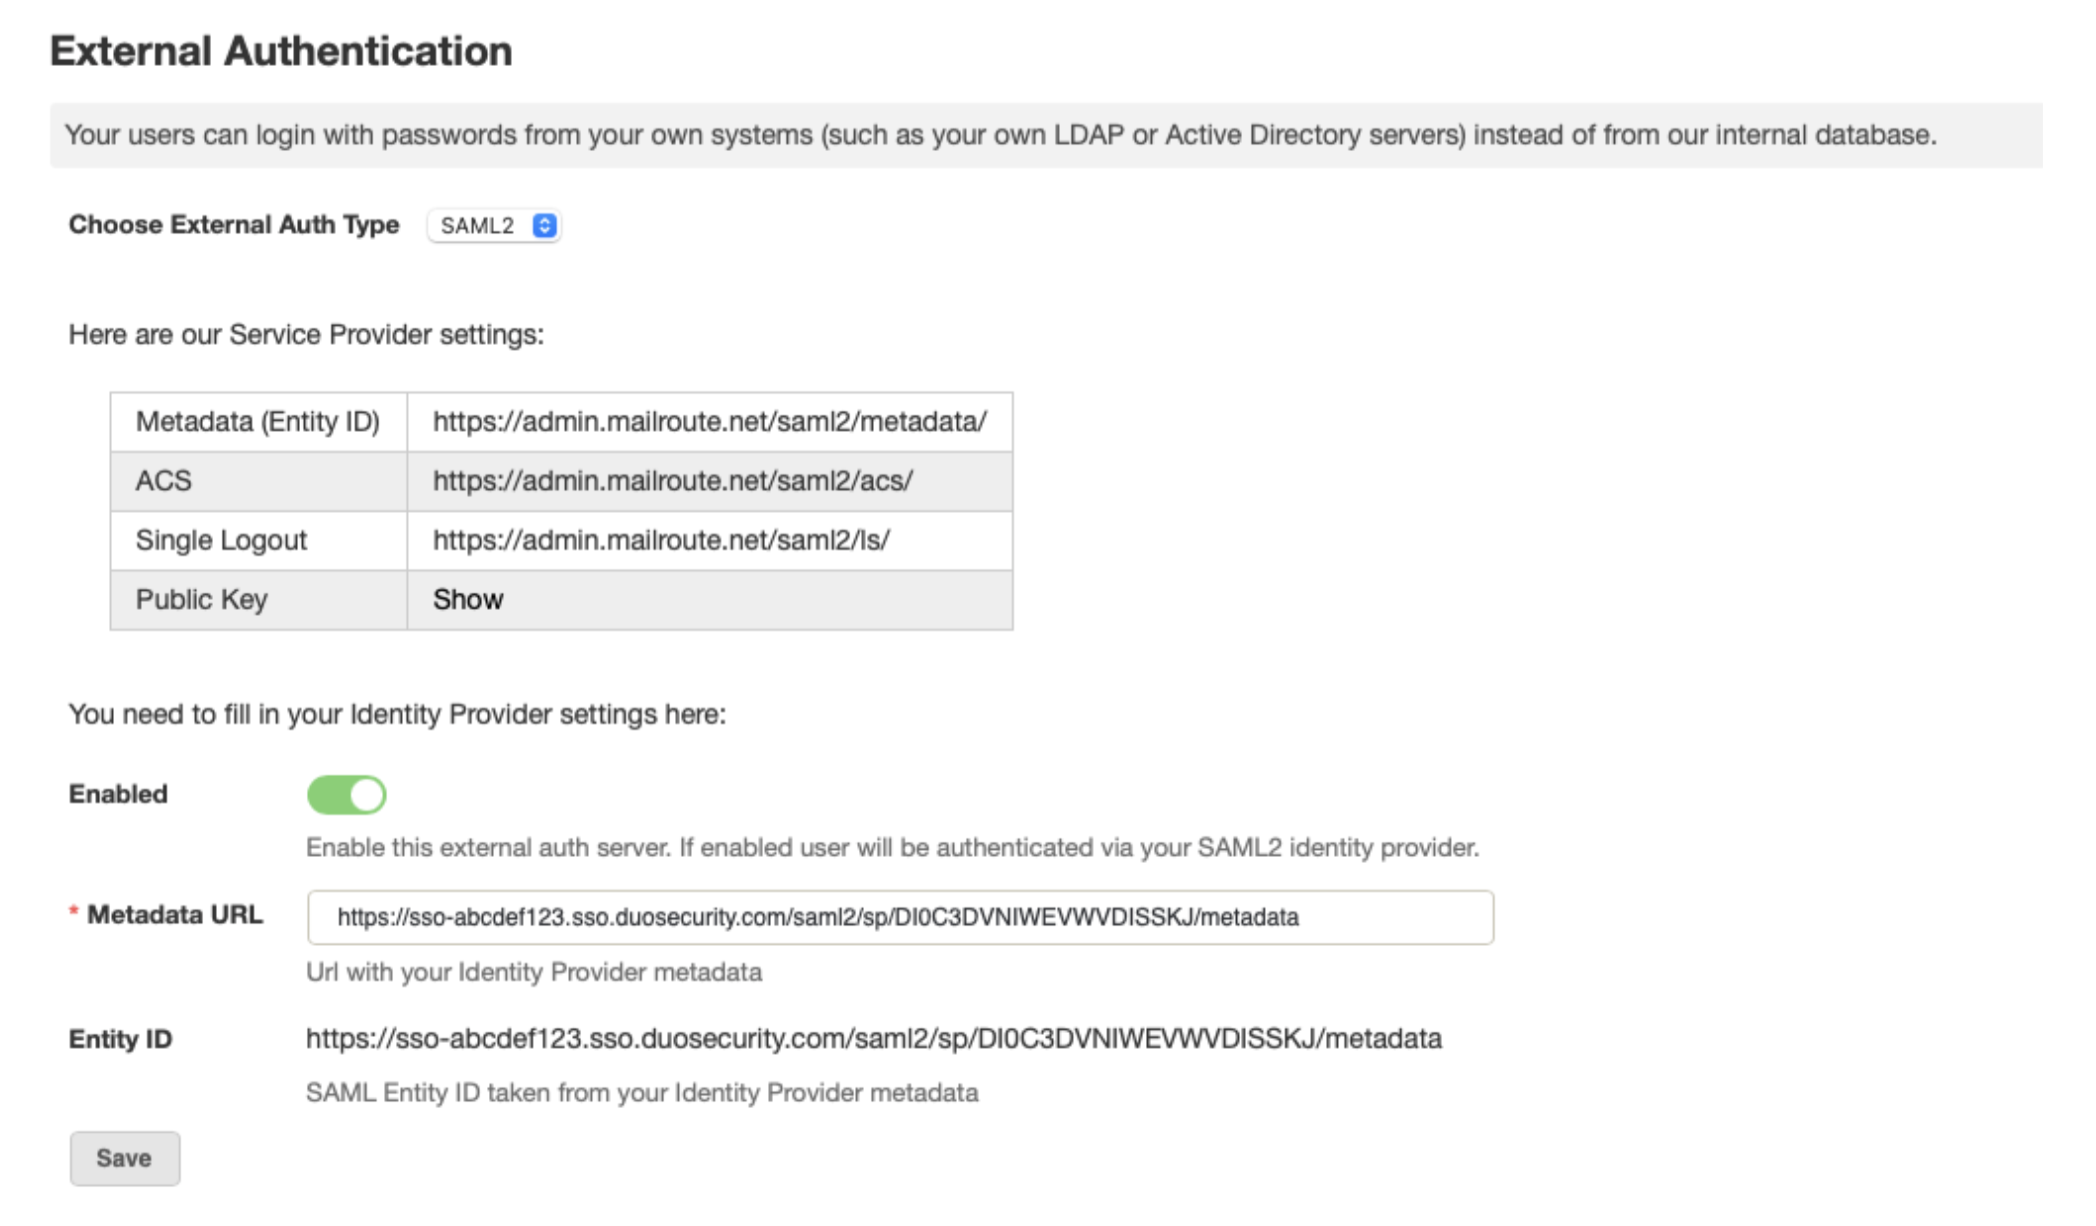 External Authentication
Your users can login with passwords from your own systems (such as your own LDAP or Active Directory servers) instead of from our internal database.
Choose External Auth Type SAML2
Here are our Service Provider settings:
Metadata (Entity ID) https://admin.mailroute.net/saml2/metadata/
ACS https://admin.mailroute.net/saml2/acs/
Single Logout https://admin.mailroute.net/saml2/ls/
Public Key Show
You need to fill in your Identity Provider settings here:
Enabled
Enable this external auth server. If enabled user will be authenticated via your SAML2 identity provider.
* Metadata URL https://sso-abcdef123.sso.duosecurity.com/saml2/sp/DI0C3DVNIWEVWVDISSKJ/metadata
Url with your Identity Provider metadata
Entity ID https://sso-abcdef123.sso.duosecurity.com/saml2/sp/DI0C3DVNIWEVWVDISSKJ/metadata
SAML Entity ID taken from your Identity Provider metadata
Save